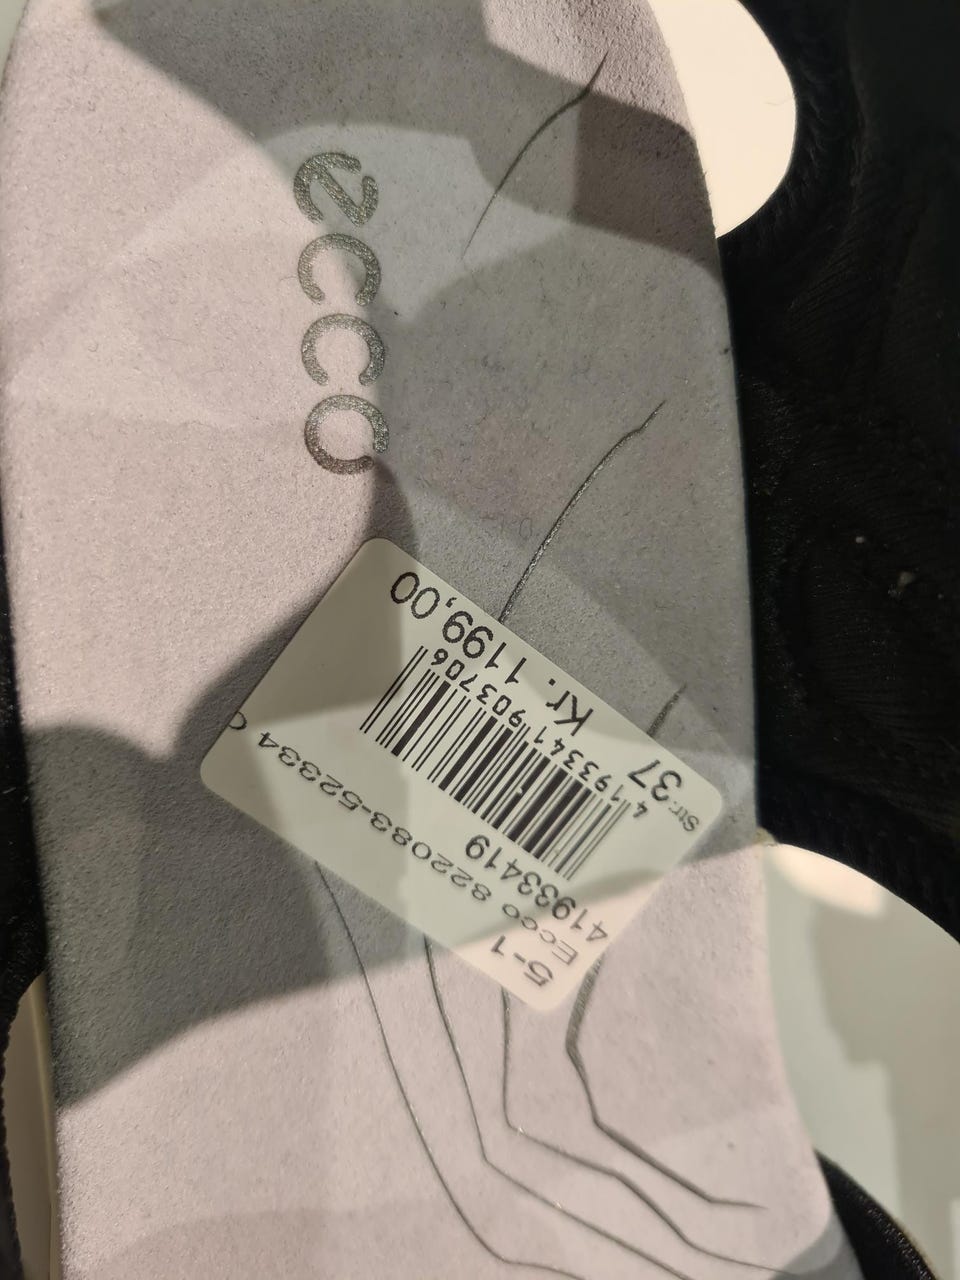 ecco
5-1
Ecco 822083-52334
41933419
4193341903706
Str: 37
Kr. 1199,00